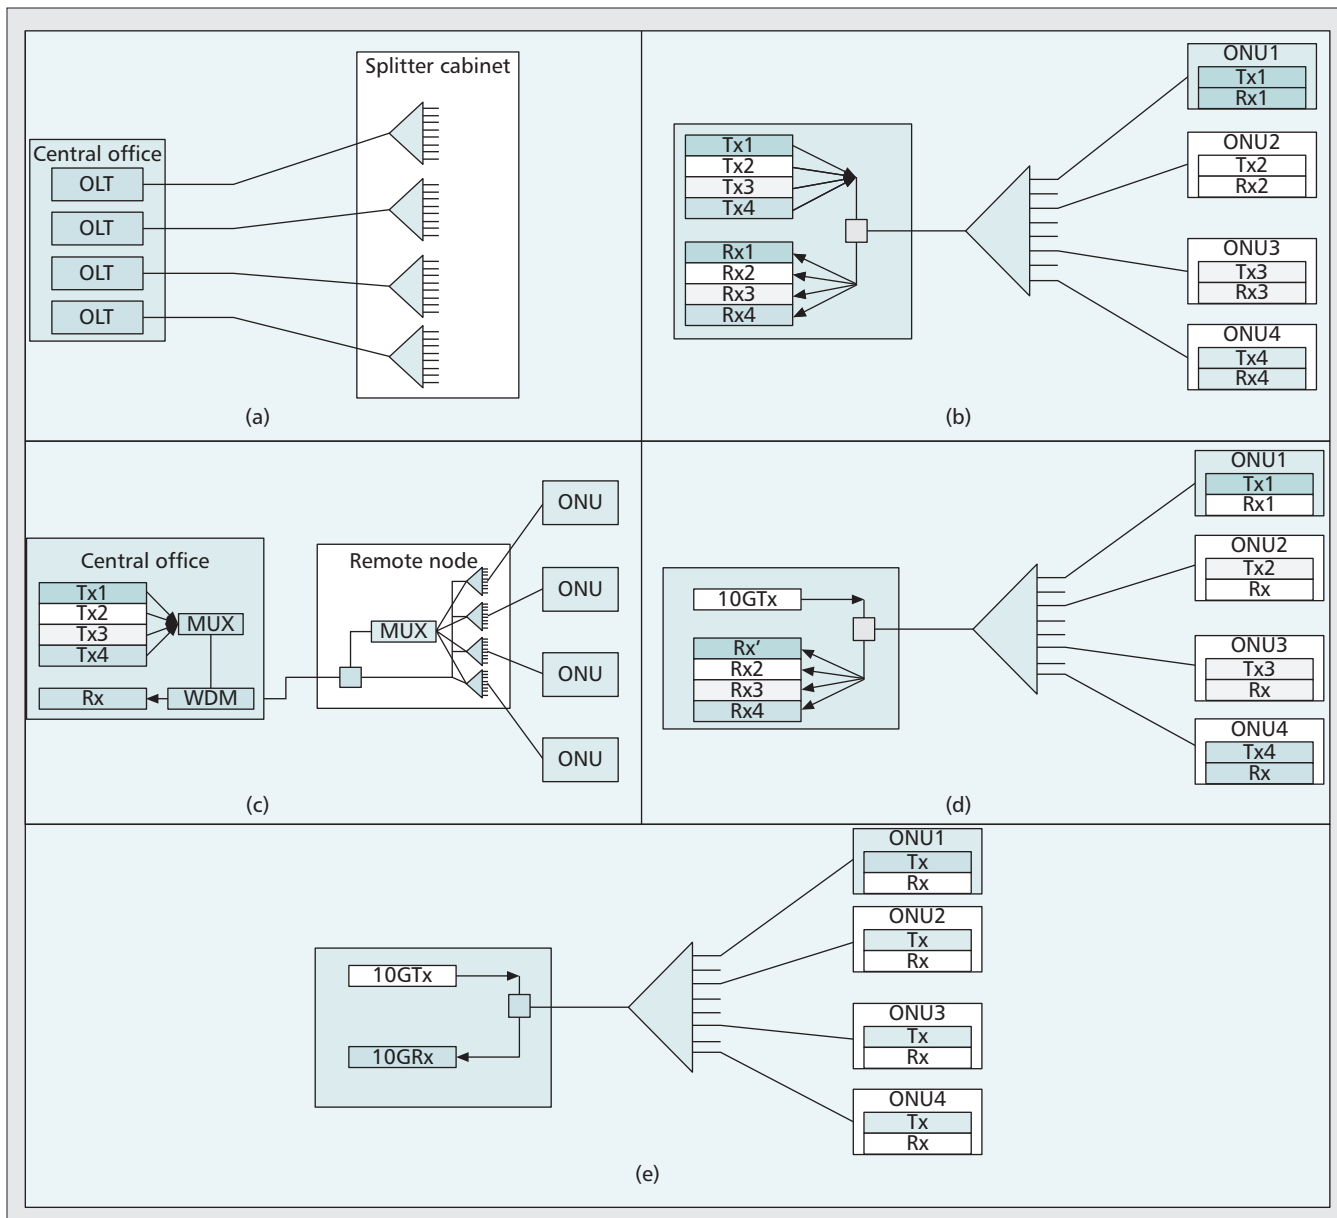 Splitter cabinet
Central office
OLT
OLT
OLT
OLT
(a)
Tx1
Tx2
Tx3
Tx4
Rx1
Rx2
Rx3
Rx4
ONU1
Tx1
Rx1
ONU2
Tx2
Rx2
ONU3
Tx3
Rx3
ONU4
Tx4
Rx4
(b)
Central office
Tx1
Tx2
Tx3
Tx4
MUX
Rx
WDM
Remote node
MUX
ONU
ONU
ONU
ONU
(c)
10GTx
Rx’
Rx2
Rx3
Rx4
ONU1
Tx1
Rx1
ONU2
Tx2
Rx
ONU3
Tx3
Rx
ONU4
Tx4
Rx
(d)
10GTx
10GRx
ONU1
Tx
Rx
ONU2
Tx
Rx
ONU3
Tx
Rx
ONU4
Tx
Rx
(e)